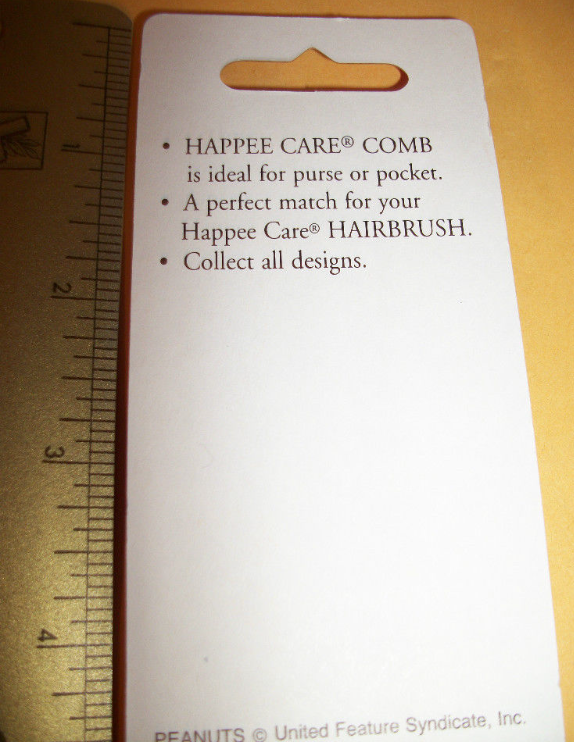 • HAPPEE CARE® COMB
is ideal for purse or pocket.
• A perfect match for your
Happee Care® HAIRBRUSH.
• Collect all designs.
PEANUTS © United Feature Syndicate, Inc.
1
2
3
4